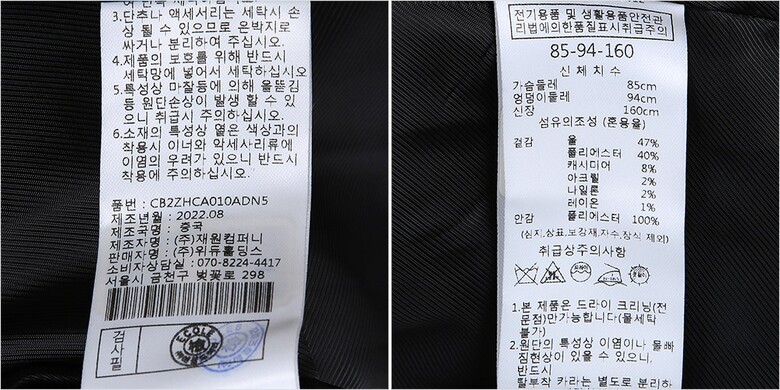 3.단추나 액세서리는 세탁시 손
상 될 수 있으므로 은박지로
싸거나 분리하여 주십시오.
4.제품의 보호를 위해 반드시
세탁망에 넣어서 세탁하십시오
5.특성상 마찰등에 의해 올뜯김
등 원단손상이 발생 할 수 있
으니 취급시 주의하십시오.
6.소재의 특성상 옅은 색상과의
착용시 이너와 악세사리류에
이염의 우려가 있으니 반드시
착용에 주의하십시오.
품번 : CB2ZHCA010ADN5
제조년월 : 2022.08
제조국명 : 중국
제조자명 : (주)재원컴퍼니
판매자명 : (주)위듀홀딩스
소비자상담실 : 070-8224-4417
서울시 금천구 벚꽃로 298
검사필
ECOLE
전기용품 및 생활용품안전관
리법에의한품질표시취급주의
85-94-160
신체치수
가슴둘레 85cm
엉덩이둘레 94cm
신장 160cm
섬유의조성 (혼용율)
겉감 울 47%
폴리에스터 40%
캐시미어 8%
아크릴 2%
나일론 2%
레이온 1%
안감 폴리에스터 100%
(심지,상표,보강재,자수,장식 제외)
취급상주의사항
1.본 제품은 드라이 크리닝(전
문점)만가능합니다(물세탁
불가)
2.원단의 특성상 이염이나 물빠
짐현상이 있을 수 있으니,
반드시
탈부착 카라는 별도로 분리하